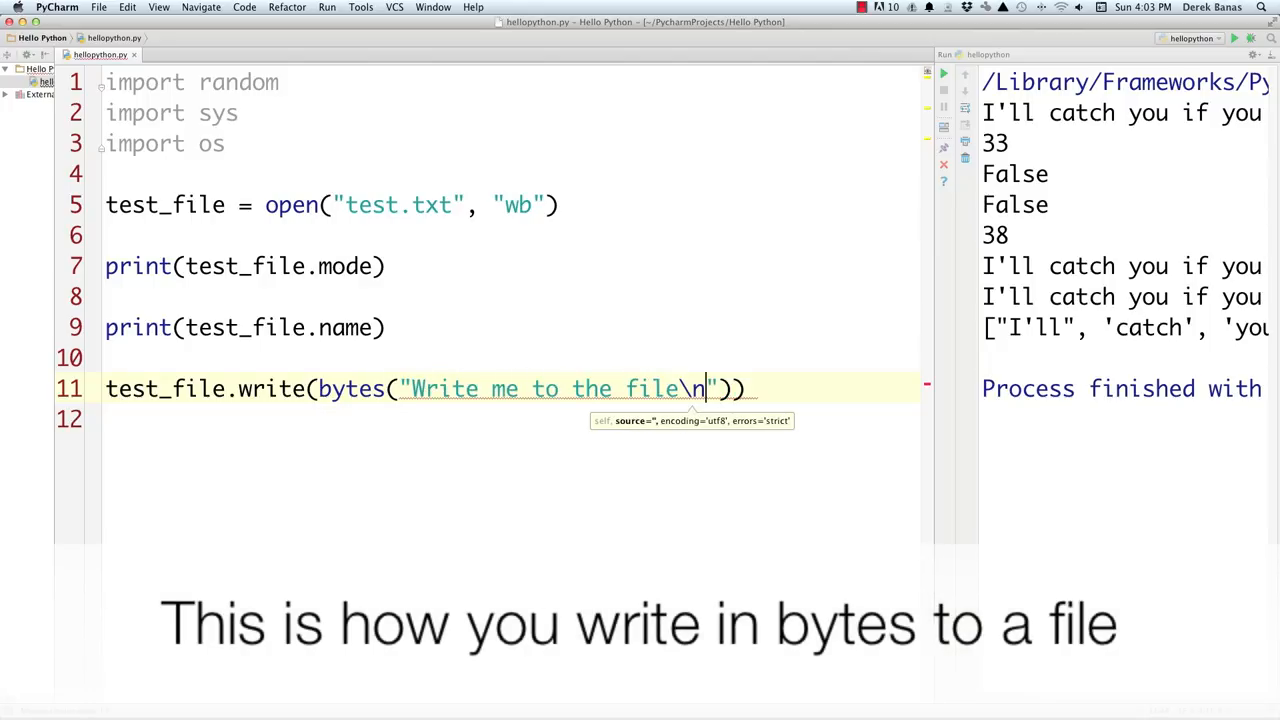 PyCharm File Edit View Navigate Code Refactor Run Tools VCS Window Help 10 Sun 4:03 PM Derek Banas
hellopython.py – Hello Python – [~/PycharmProjects/Hello Python]
Hello Python hellopython.py hellopython
hellopython.py Run hellopython
Hello P
hell
Externa
1 import random
2 import sys
3 import os
4
5 test_file = open("test.txt", "wb")
6
7 print(test_file.mode)
8
9 print(test_file.name)
10
11 test_file.write(bytes("Write me to the file\n"))
12
self, source='', encoding='utf8', errors='strict'
/Library/Frameworks/Py
I'll catch you if you
33
False
False
38
I'll catch you if you
I'll catch you if you
["I'll", 'catch', 'you
Process finished with
This is how you write in bytes to a file